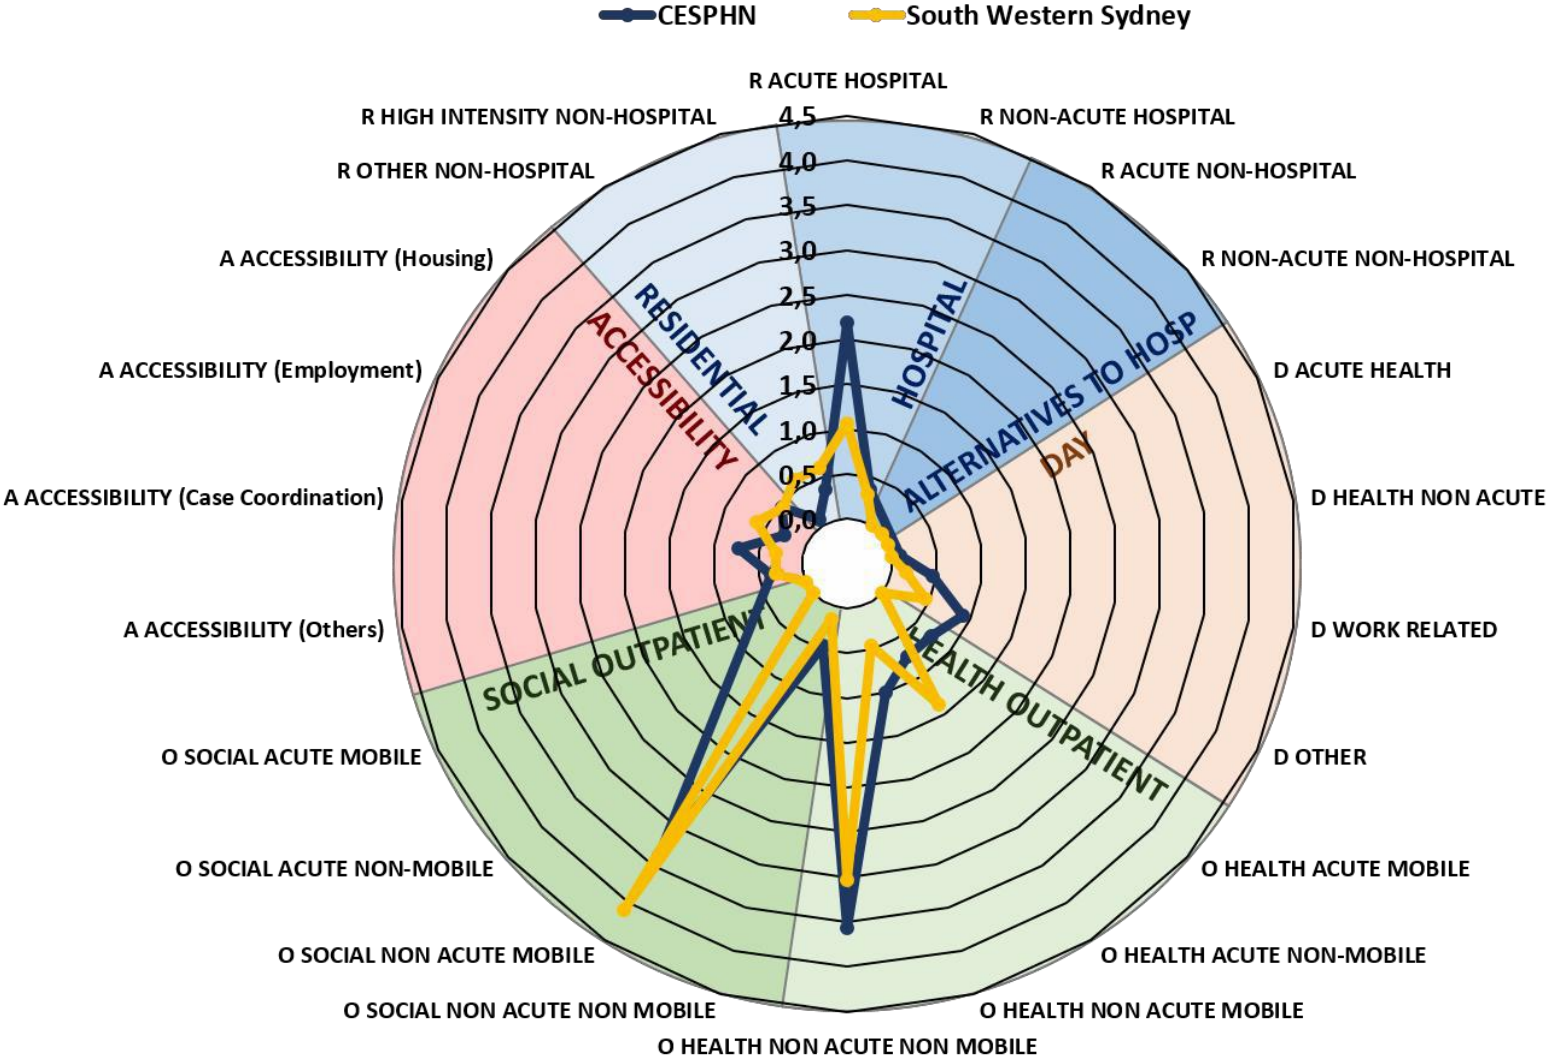 CESPHN
South Western Sydney
R ACUTE HOSPITAL
R HIGH INTENSITY NON-HOSPITAL
R NON-ACUTE HOSPITAL
R OTHER NON-HOSPITAL
R ACUTE NON-HOSPITAL
A ACCESSIBILITY (Housing)
R NON-ACUTE NON-HOSPITAL
A ACCESSIBILITY (Employment)
D ACUTE HEALTH
A ACCESSIBILITY (Case Coordination)
D HEALTH NON ACUTE
A ACCESSIBILITY (Others)
D WORK RELATED
O SOCIAL ACUTE MOBILE
D OTHER
O SOCIAL ACUTE NON-MOBILE
O HEALTH ACUTE MOBILE
O SOCIAL NON ACUTE MOBILE
O HEALTH ACUTE NON-MOBILE
O SOCIAL NON ACUTE NON MOBILE
O HEALTH NON ACUTE MOBILE
O HEALTH NON ACUTE NON MOBILE
4,5
4,0
3,5
3,0
2,5
2,0
1,5
1,0
0,5
0,0
RESIDENTIAL
HOSPITAL
ACCESSIBILITY
ALTERNATIVES TO HOSP
DAY
SOCIAL OUTPATIENT
HEALTH OUTPATIENT